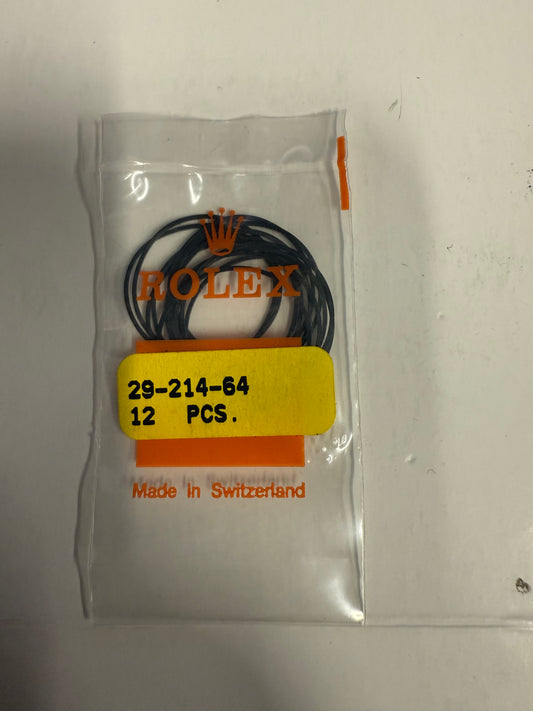 ROLEX
29-214-64
12 PCS.
Made in Switzerland